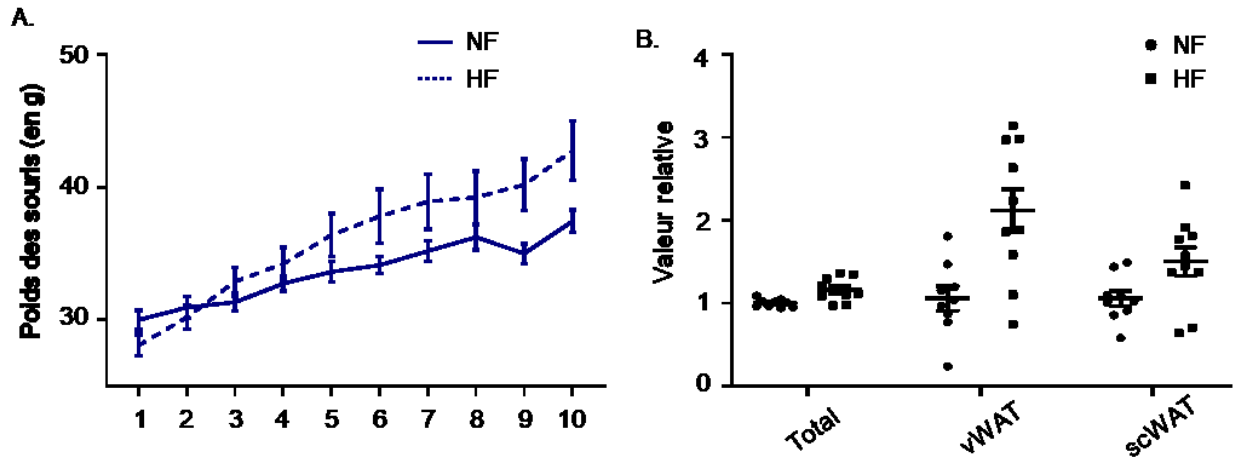 A.
NF
HF
50
40
30
Poids des souris (en g)
1 2 3 4 5 6 7 8 9 10
B.
NF
HF
4
3
2
1
0
Valeur relative
Total
vWAT
scWAT